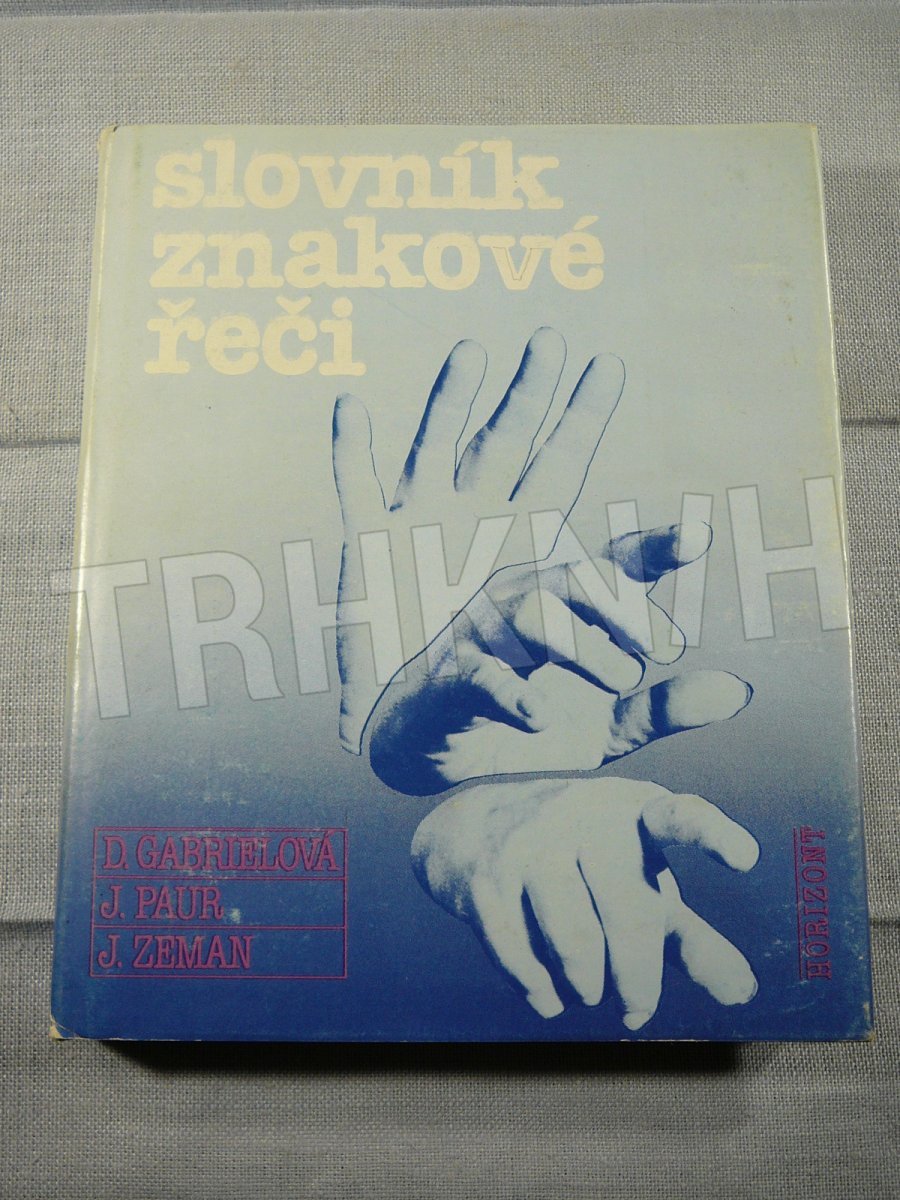 slovník
znakové
řeči
TRHKNIH
D. GABRIELOVÁ
J. PAUR
J. ZEMAN
HORIZONT